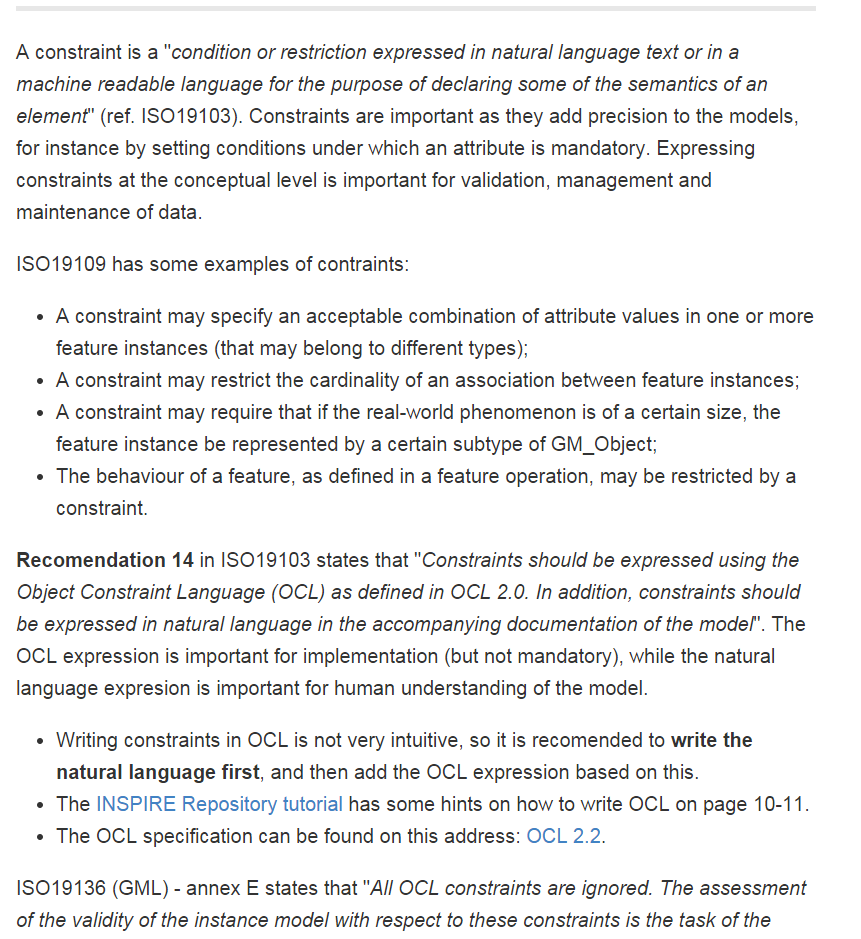 A constraint is a "condition or restriction expressed in natural language text or in a
machine readable language for the purpose of declaring some of the semantics of an
element" (ref. ISO19103). Constraints are important as they add precision to the models,
for instance by setting conditions under which an attribute is mandatory. Expressing
constraints at the conceptual level is important for validation, management and
maintenance of data.
ISO19109 has some examples of contraints:
• A constraint may specify an acceptable combination of attribute values in one or more
feature instances (that may belong to different types);
• A constraint may restrict the cardinality of an association between feature instances;
• A constraint may require that if the real-world phenomenon is of a certain size, the
feature instance be represented by a certain subtype of GM_Object;
• The behaviour of a feature, as defined in a feature operation, may be restricted by a
constraint.
Recomendation 14 in ISO19103 states that "Constraints should be expressed using the
Object Constraint Language (OCL) as defined in OCL 2.0. In addition, constraints should
be expressed in natural language in the accompanying documentation of the model". The
OCL expression is important for implementation (but not mandatory), while the natural
language expresion is important for human understanding of the model.
• Writing constraints in OCL is not very intuitive, so it is recomended to write the
natural language first, and then add the OCL expression based on this.
• The INSPIRE Repository tutorial has some hints on how to write OCL on page 10-11.
• The OCL specification can be found on this address: OCL 2.2.
ISO19136 (GML) - annex E states that "All OCL constraints are ignored. The assessment
of the validity of the instance model with respect to these constraints is the task of the